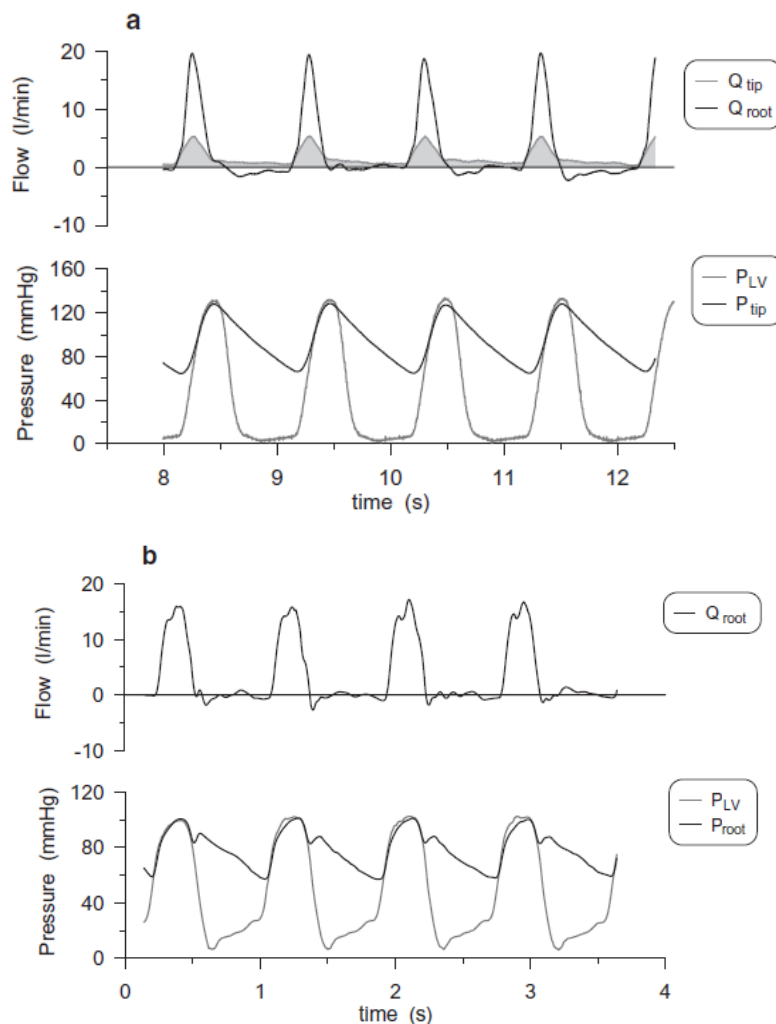 a
20
10
0
-10
Flow (l/min)
Q tip
Q root
160
120
80
40
0
Pressure (mmHg)
P LV
P tip
8 9 10 11 12
time (s)
b
20
10
0
-10
Flow (l/min)
Q root
120
80
40
0
Pressure (mmHg)
P LV
P root
0 1 2 3 4
time (s)